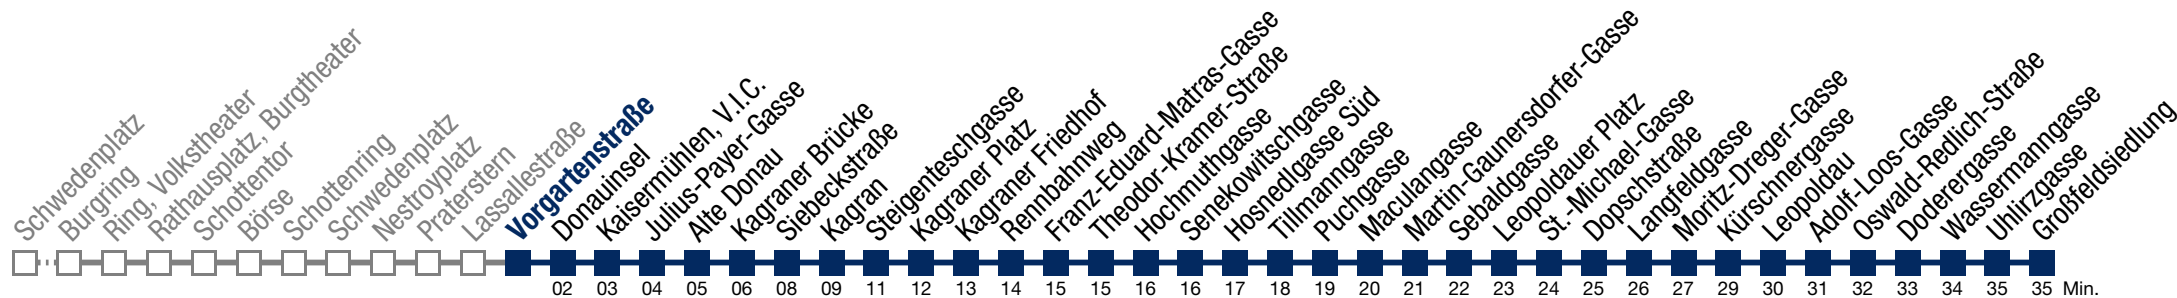 Schwedenplatz
Burgring
Ring, Volkstheater
Rathausplatz, Burgtheater
Schottentor
Börse
Schottenring
Schwedenplatz
Nestroyplatz
Praterstern
Lassallestraße
Vorgartenstraße
Donauinsel
Kaisermühlen, V.I.C.
Julius-Payer-Gasse
Alte Donau
Kagraner Brücke
Siebeckstraße
Kagran
Steigenteschgasse
Kagraner Platz
Kagraner Friedhof
Rennbahnweg
Franz-Eduard-Matras-Gasse
Theodor-Kramer-Straße
Hochmuthgasse
Senekowitschgasse
Hosnedlgasse Süd
Tillmanngasse
Puchgasse
Maculangasse
Martin-Gaunersdorfer-Gasse
Sebaldgasse
Leopoldauer Platz
St.-Michael-Gasse
Dopschstraße
Langfeldgasse
Moritz-Dreger-Gasse
Kürschnergasse
Leopoldau
Adolf-Loos-Gasse
Oswald-Redlich-Straße
Doderergasse
Wassermanngasse
Uhlirzgasse
Großfeldsiedlung
02 03 04 05 06 08 09 11 12 13 14 15 15 16 16 17 18 19 20 21 22 23 24 25 26 27 29 30 31 32 33 34 35 35 Min.